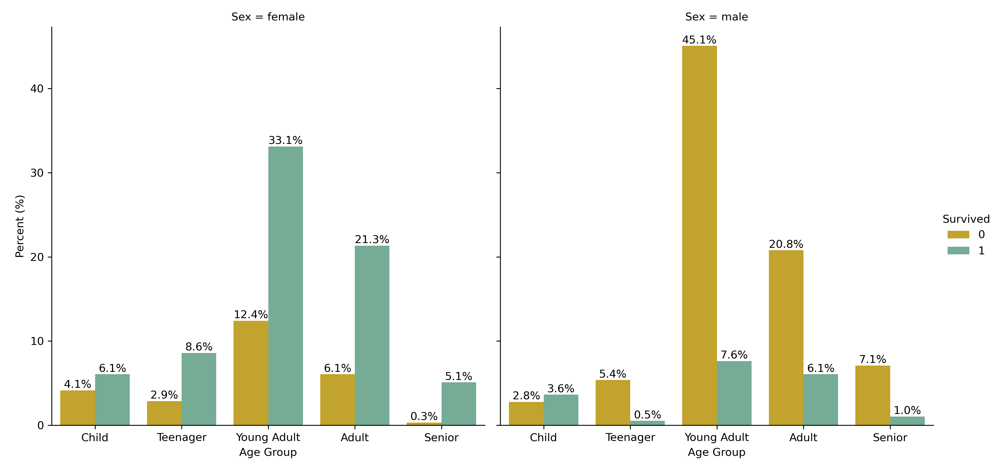 Sex = female
Percent (%)
40
30
20
10
0
4.1%
6.1%
2.9%
8.6%
12.4%
33.1%
6.1%
21.3%
0.3%
5.1%
Child
Teenager
Young Adult
Adult
Senior
Age Group
Sex = male
2.8%
3.6%
5.4%
0.5%
45.1%
7.6%
20.8%
6.1%
7.1%
1.0%
Child
Teenager
Young Adult
Adult
Senior
Age Group
Survived
0
1